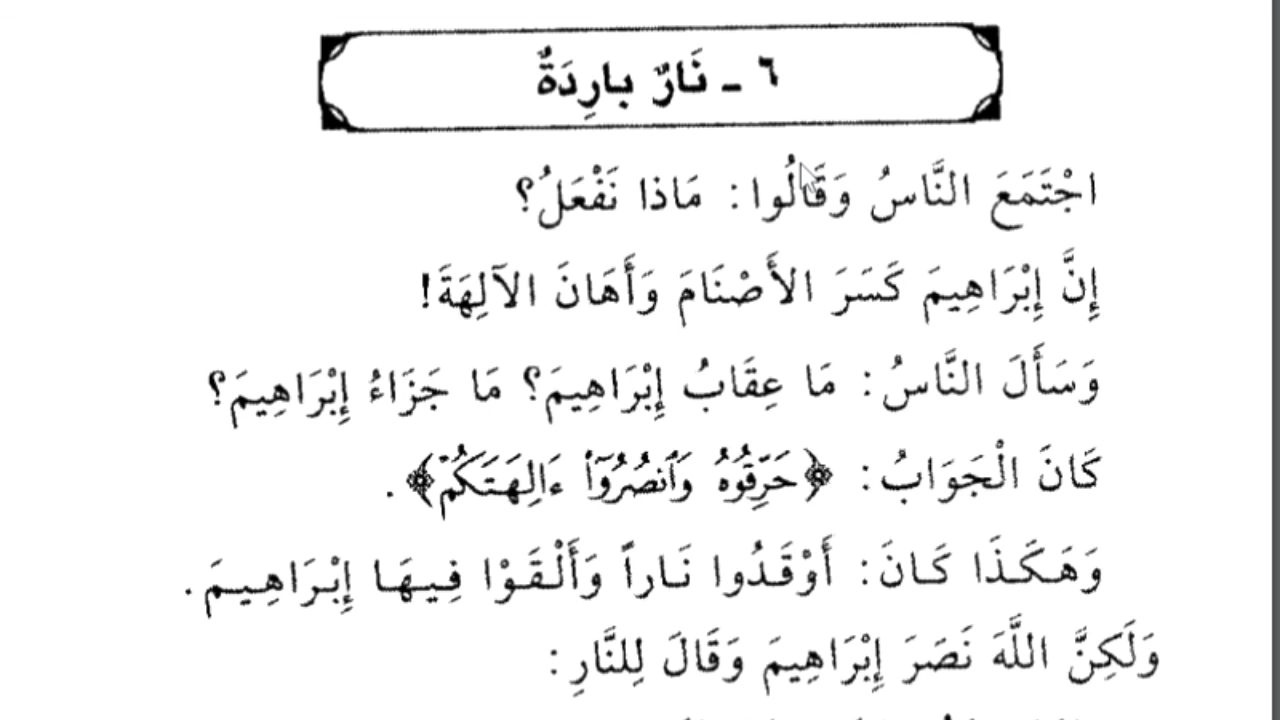 ٦ ـ نَارٌ بارِدَةٌ
اجْتَمَعَ النَّاسُ وَقَالُوا: مَاذا نَفْعَلُ؟
إِنَّ إِبْرَاهِيمَ كَسَرَ الأَصْنَامَ وَأَهَانَ الآلِهَةَ!
وَسَأَلَ النَّاسُ: مَا عِقَابُ إِبْرَاهِيمَ؟ مَا جَزَاءُ إِبْرَاهِيمَ؟
كَانَ الْجَوَابُ: ﴿حَرِّقُوهُ وَٱنصُرُوٓا۟ ءَالِهَتَكُمْ﴾.
وَهَكَذَا كَانَ: أَوْقَدُوا نَاراً وَأَلْقَوْا فِيهَا إِبْرَاهِيمَ.
وَلَكِنَّ اللَّهَ نَصَرَ إِبْرَاهِيمَ وَقَالَ لِلنَّارِ: